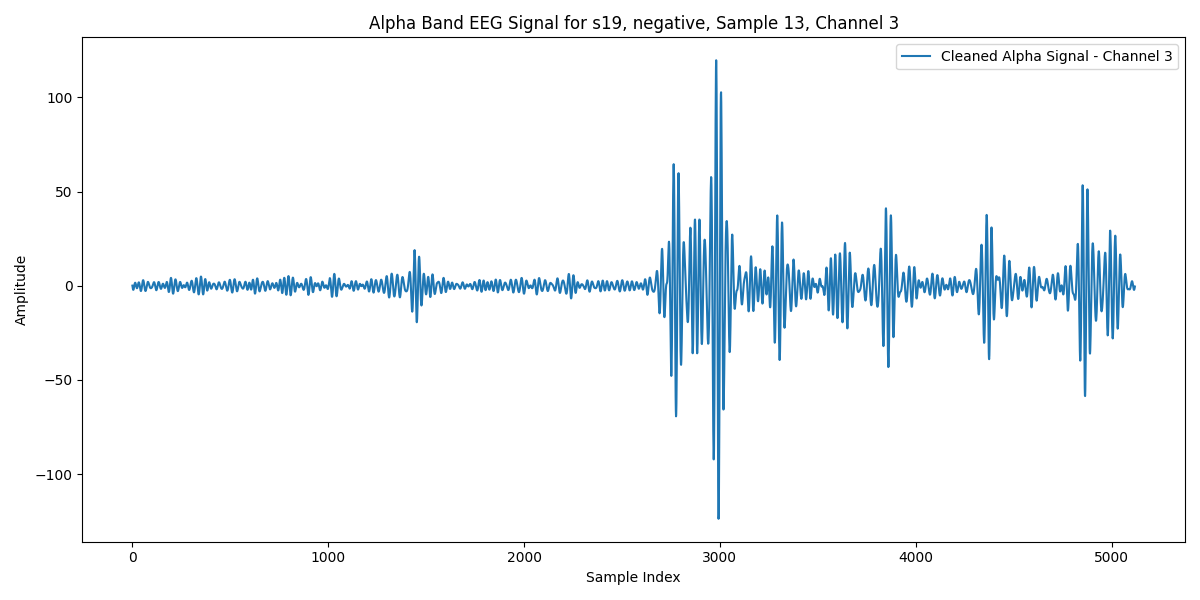 Alpha Band EEG Signal for s19, negative, Sample 13, Channel 3
Cleaned Alpha Signal - Channel 3
100
50
0
−50
−100
Amplitude
0 1000 2000 3000 4000 5000
Sample Index